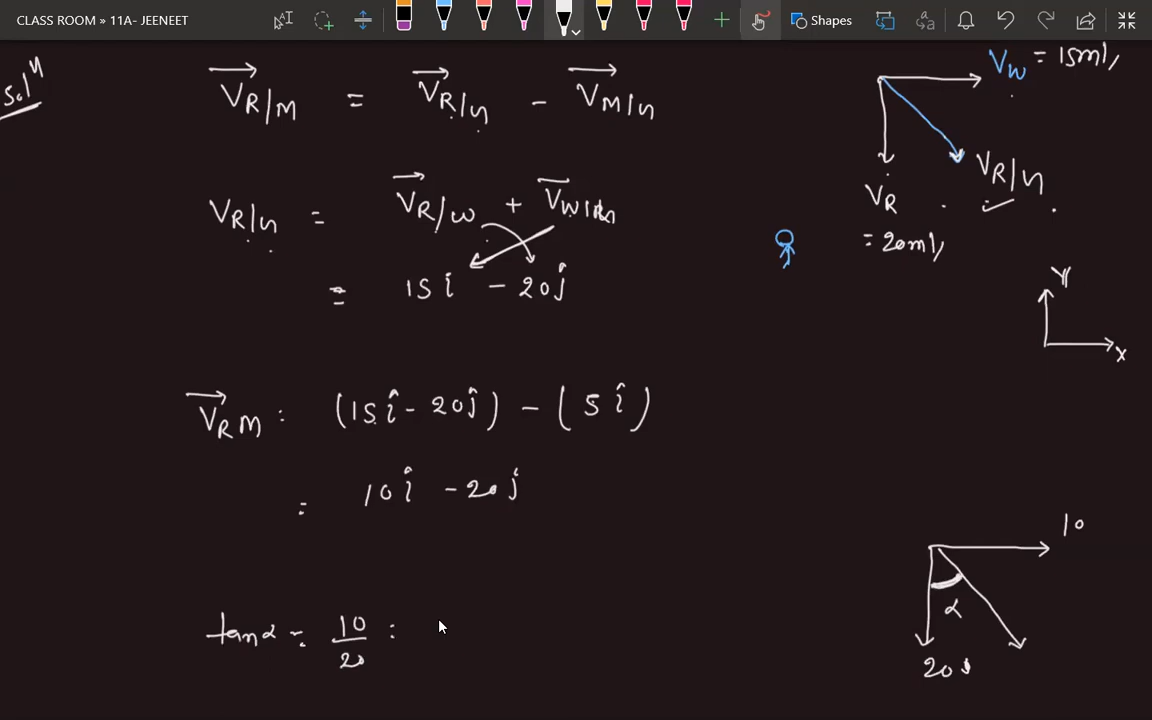 CLASS ROOM » 11A- JEENEET
Shapes
Solⁿ
V_R/M = V_R/n - V_M/n
V_W = 15m/s
V_R/n
V_R = 20m/s
V_R/n = V_R/W + V_W/n
= 15î - 20ĵ
Y
X
V_RM : (15î - 20ĵ) - (5î)
= 10î - 20ĵ
10
α
20
tanα = 10/20 =